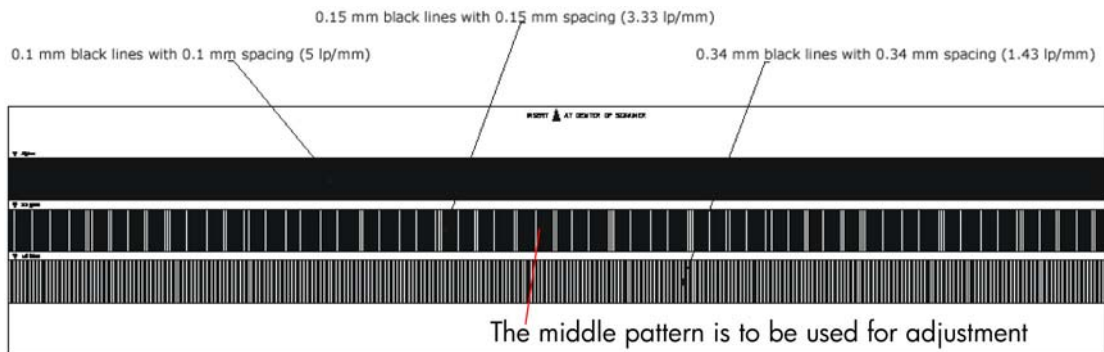 0.15 mm black lines with 0.15 mm spacing (3.33 lp/mm)
0.1 mm black lines with 0.1 mm spacing (5 lp/mm)
0.34 mm black lines with 0.34 mm spacing (1.43 lp/mm)
INSERT ▲ AT CENTER OF SCANNER
The middle pattern is to be used for adjustment